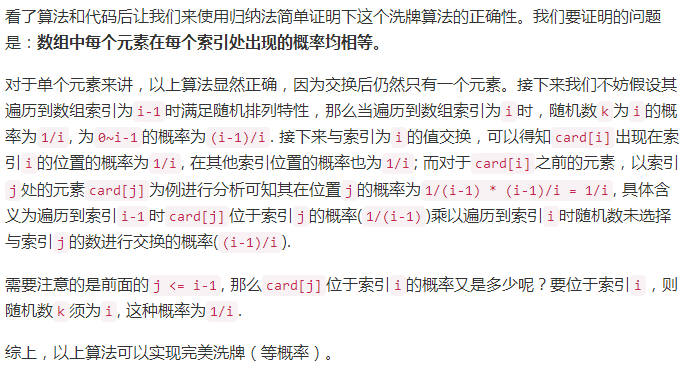 看了算法和代码后让我们来使用归纳法简单证明下这个洗牌算法的正确性。我们要证明的问题
是：数组中每个元素在每个索引处出现的概率均相等。
对于单个元素来讲，以上算法显然正确，因为交换后仍然只有一个元素。接下来我们不妨假设其
遍历到数组索引为 i-1 时满足随机排列特性，那么当遍历到数组索引为 i 时，随机数 k 为 i 的概
率为 1/i , 为 0~i-1 的概率为 (i-1)/i . 接下来与索引为 i 的值交换，可以得知 card[i] 出现在索
引 i 的位置的概率为 1/i , 在其他索引位置的概率也为 1/i ; 而对于 card[i] 之前的元素，以索引
j 处的元素 card[j] 为例进行分析可知其在位置 j 的概率为 1/(i-1) * (i-1)/i = 1/i , 具体含
义为遍历到索引 i-1 时 card[j] 位于索引 j 的概率( 1/(i-1) )乘以遍历到索引 i 时随机数未选择
与索引 j 的数进行交换的概率( (i-1)/i ).
需要注意的是前面的 j <= i-1 , 那么 card[j] 位于索引 i 的概率又是多少呢？要位于索引 i ，则
随机数 k 须为 i , 这种概率为 1/i .
综上，以上算法可以实现完美洗牌（等概率）。